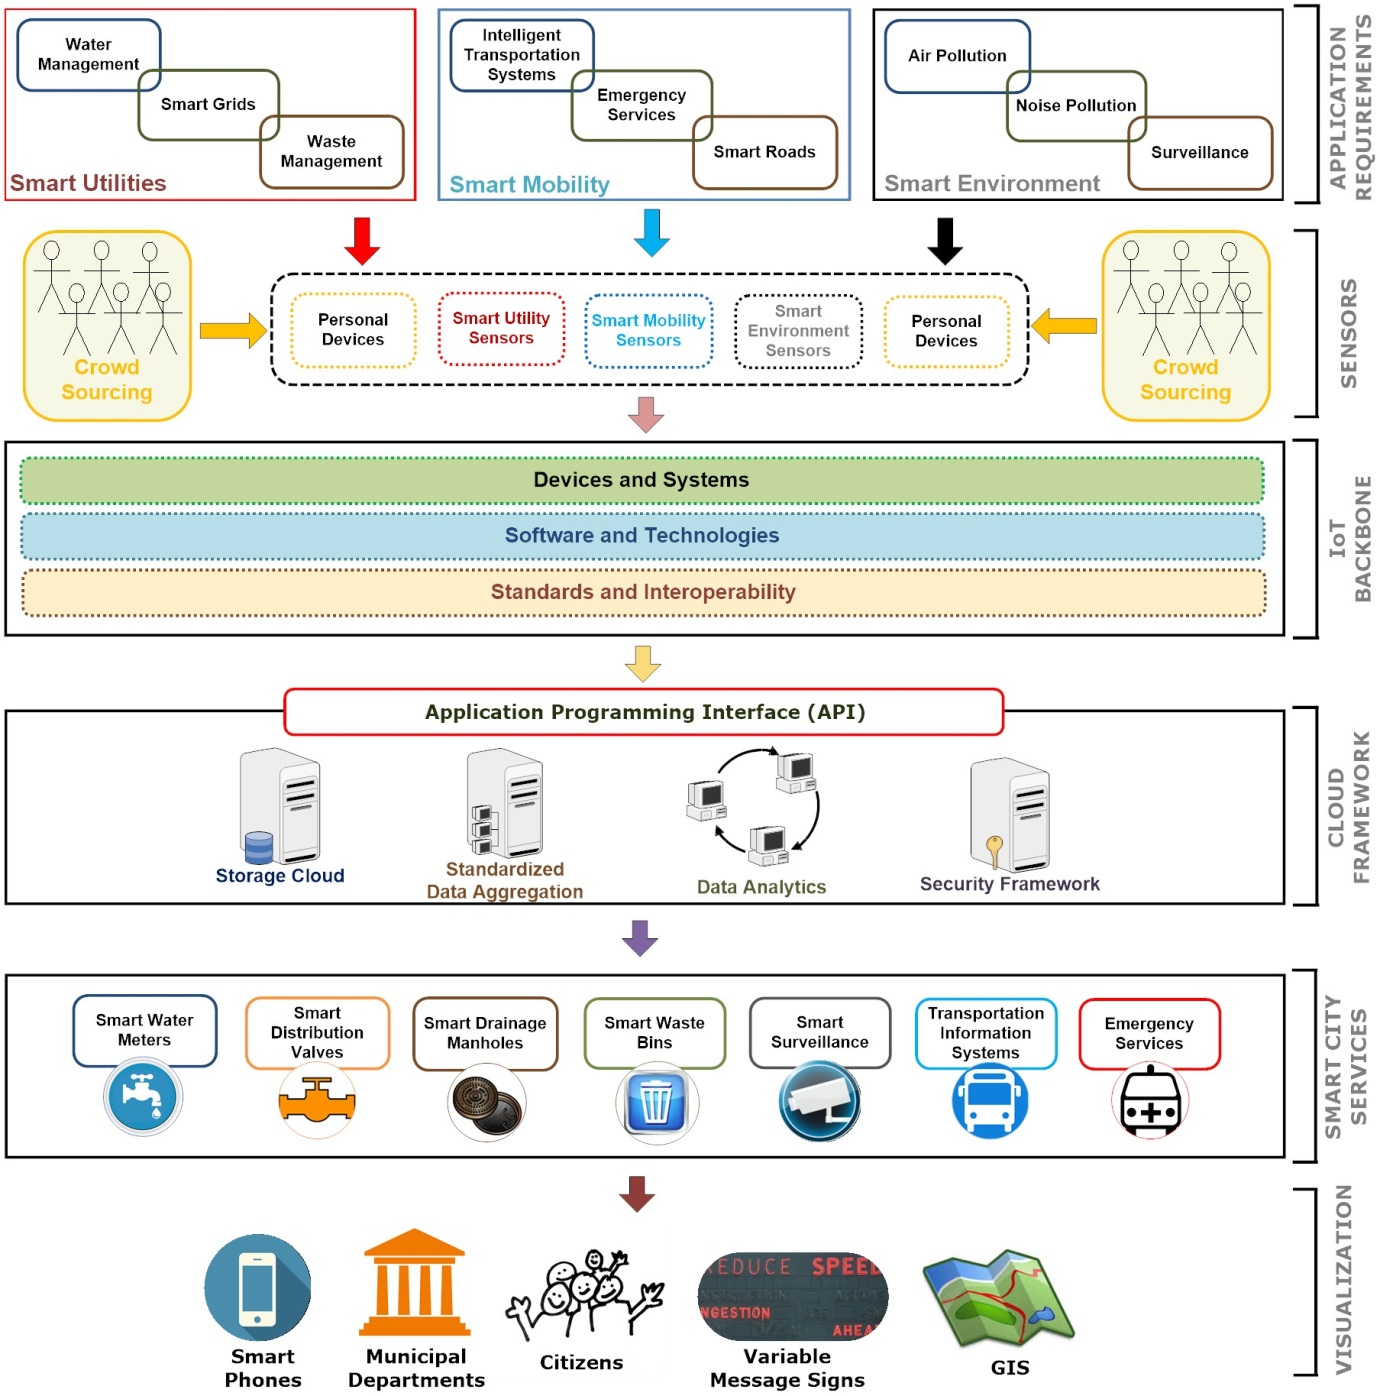 Water
Management
Smart Grids
Waste
Management
Smart Utilities
Intelligent
Transportation
Systems
Emergency
Services
Smart Roads
Smart Mobility
Air Pollution
Noise Pollution
Surveillance
Smart Environment
APPLICATION
REQUIREMENTS
Crowd
Sourcing
Personal
Devices
Smart Utility
Sensors
Smart Mobility
Sensors
Smart
Environment
Sensors
Personal
Devices
Crowd
Sourcing
SENSORS
Devices and Systems
Software and Technologies
Standards and Interoperability
IoT
BACKBONE
Application Programming Interface (API)
Storage Cloud
Standardized
Data Aggregation
Data Analytics
Security Framework
CLOUD
FRAMEWORK
Smart Water
Meters
Smart
Distribution
Valves
Smart Drainage
Manholes
Smart Waste
Bins
Smart
Surveillance
Transportation
Information
Systems
Emergency
Services
SMART CITY
SERVICES
REDUCE SPEED
NGESTION
AHEA
Smart
Phones
Municipal
Departments
Citizens
Variable
Message Signs
GIS
VISUALIZATION